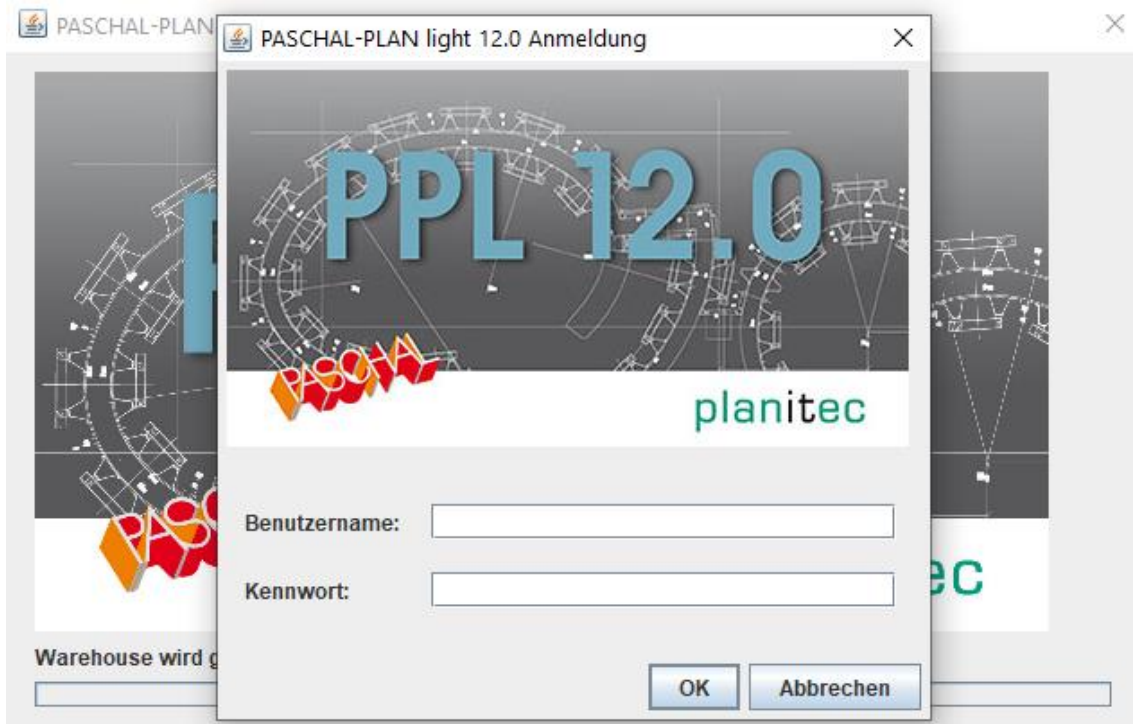 PASCHAL-PLAN
PASCHAL-PLAN light 12.0 Anmeldung
PPL 12.0
PASCHAL
planitec
Benutzername:
Kennwort:
Warehouse wird
OK Abbrechen